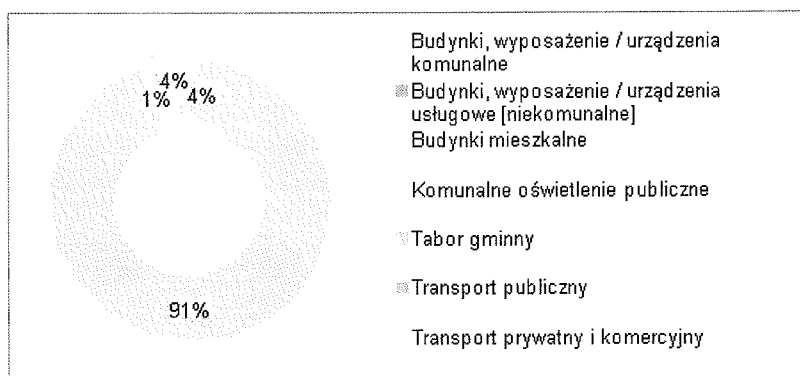 4%
1%
4%
91%
Budynki, wyposażenie / urządzenia
komunalne
Budynki, wyposażenie / urządzenia
usługowe [niekomunalne]
Budynki mieszkalne
Komunalne oświetlenie publiczne
Tabor gminny
Transport publiczny
Transport prywatny i komercyjny